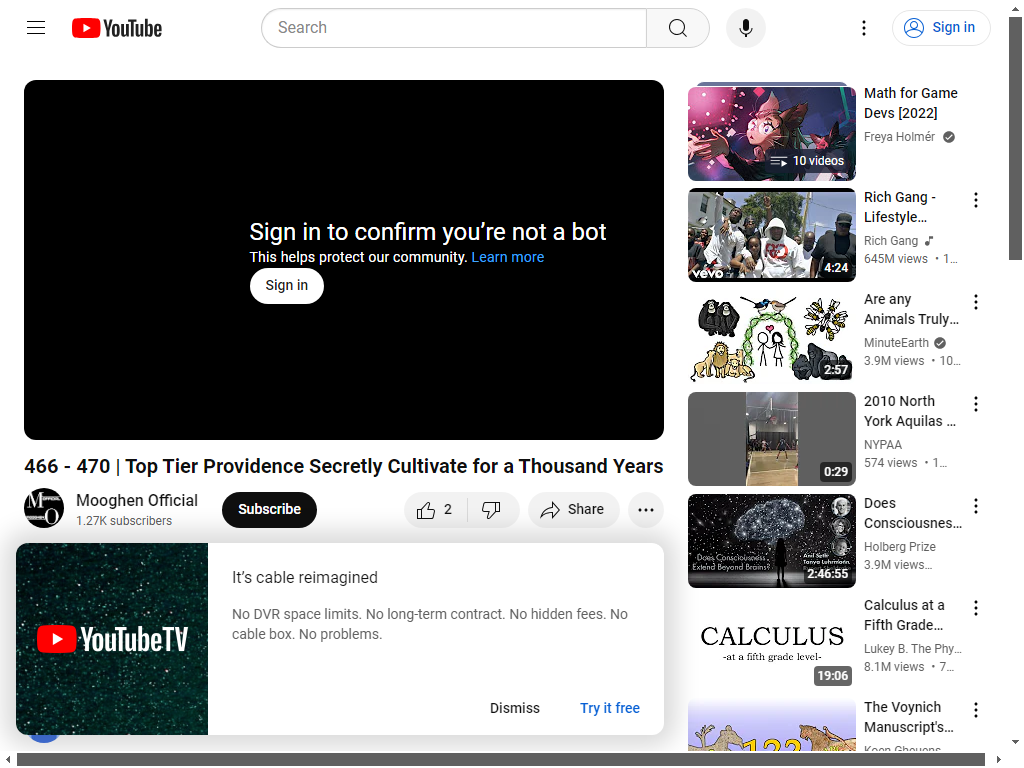 YouTube
Search
Sign in
Sign in to confirm you're not a bot
This helps protect our community. Learn more
Sign in
466 - 470 | Top Tier Providence Secretly Cultivate for a Thousand Years
Mooghen Official
1.27K subscribers
Subscribe
2
Share
YouTubeTV
It's cable reimagined
No DVR space limits. No long-term contract. No hidden fees. No
cable box. No problems.
Dismiss
Try it free
10 videos
Math for Game
Devs [2022]
Freya Holmér
vevo
4:24
Rich Gang -
Lifestyle…
Rich Gang
645M views • 1…
2:57
Are any
Animals Truly…
MinuteEarth
3.9M views • 10…
0:29
2010 North
York Aquilas …
NYPAA
574 views • 1…
Does Consciousness
Extend Beyond Brains?
Anil Seth
Tanya Luhrmann
2:46:55
Does
Consciousnes…
Holberg Prize
3.9M views…
CALCULUS
-at a fifth grade level-
19:06
Calculus at a
Fifth Grade…
Lukey B. The Phy…
8.1M views • 7…
The Voynich
Manuscript's…
Koen Gheuens